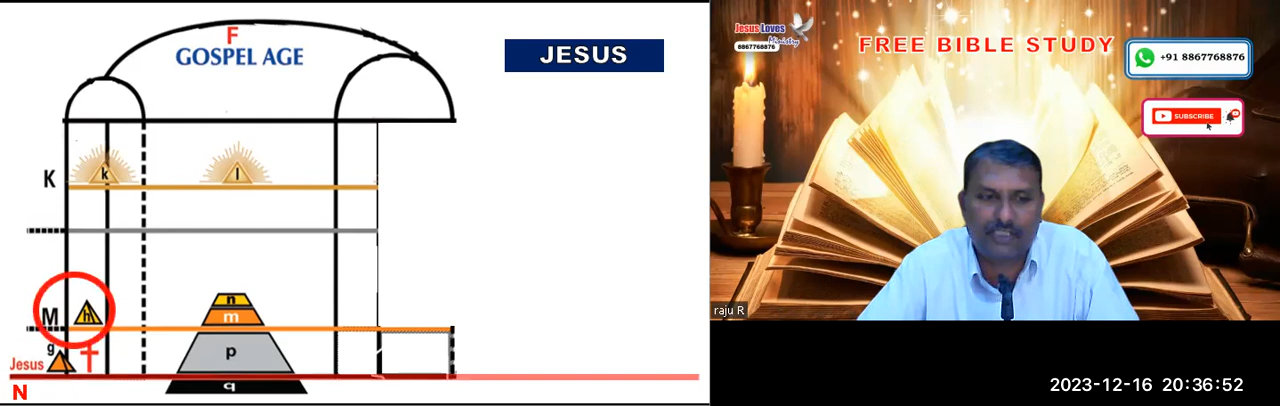 F
GOSPEL AGE
JESUS
K
k
l
M
h
n
m
g
p
Jesus
q
N
Jesus Loves
Ministry
8867768876
FREE BIBLE STUDY
+91 8867768876
SUBSCRIBE
raju R
2023-12-16 20:36:52